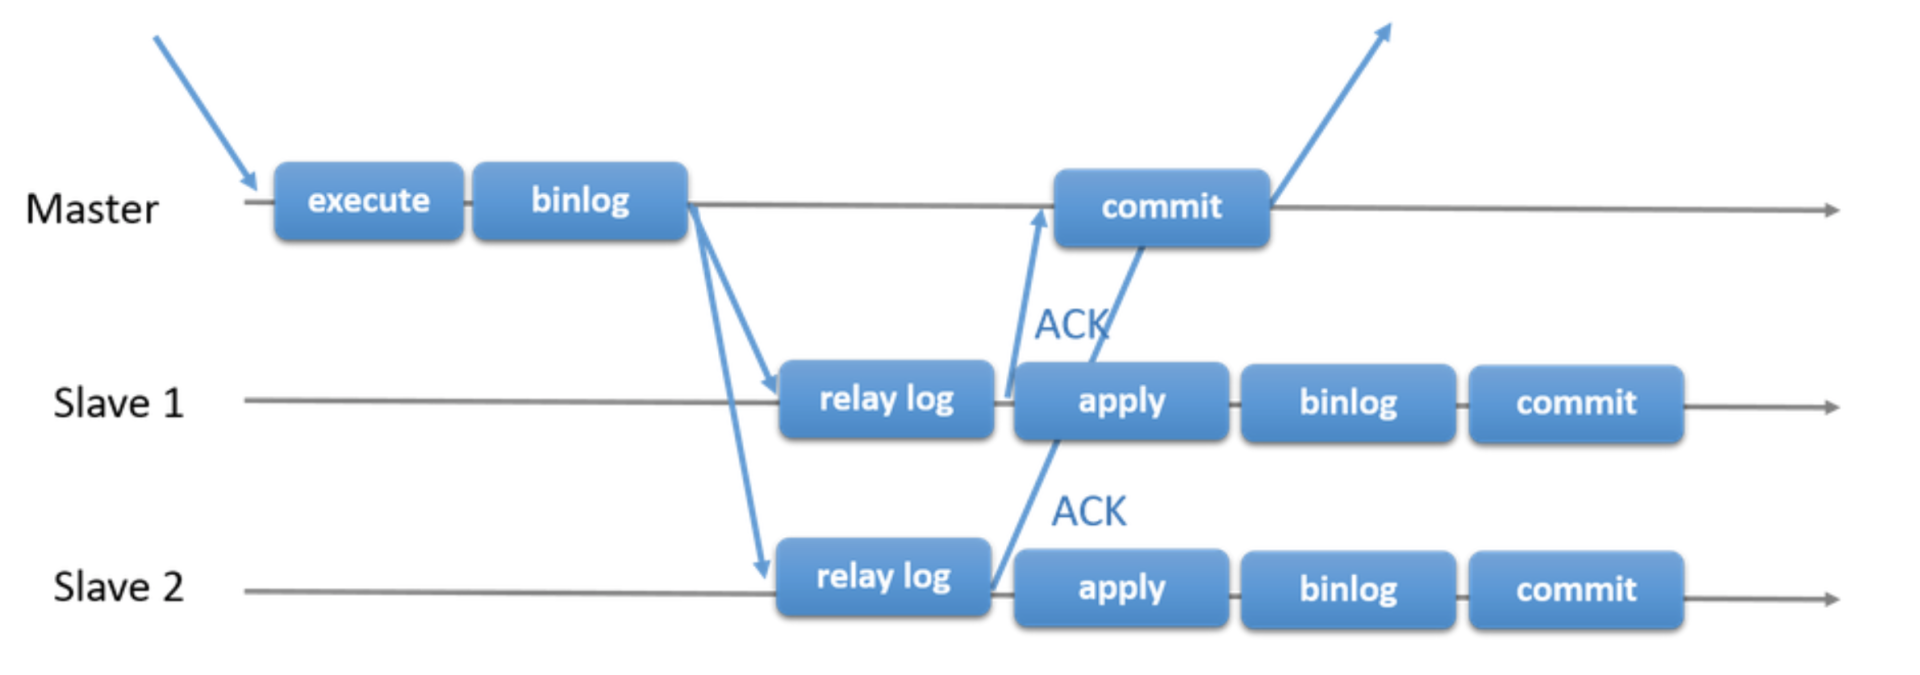 Master
execute
binlog
commit
ACK
Slave 1
relay log
apply
binlog
commit
ACK
Slave 2
relay log
apply
binlog
commit